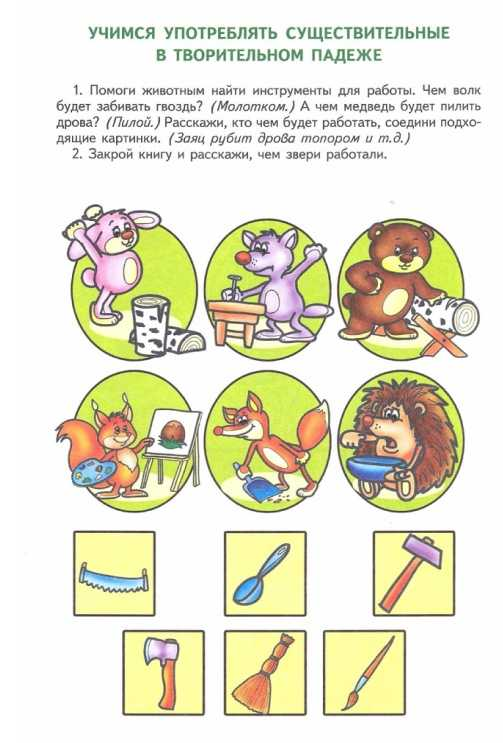 УЧИМСЯ УПОТРЕБЛЯТЬ СУЩЕСТВИТЕЛЬНЫЕ
В ТВОРИТЕЛЬНОМ ПАДЕЖЕ
1. Помоги животным найти инструменты для работы. Чем волк
будет забивать гвоздь? (Молотком.) А чем медведь будет пилить
дрова? (Пилой.) Расскажи, кто чем будет работать, соедини подхо-
дящие картинки. (Заяц рубит дрова топором и т.д.)
2. Закрой книгу и расскажи, чем звери работали.